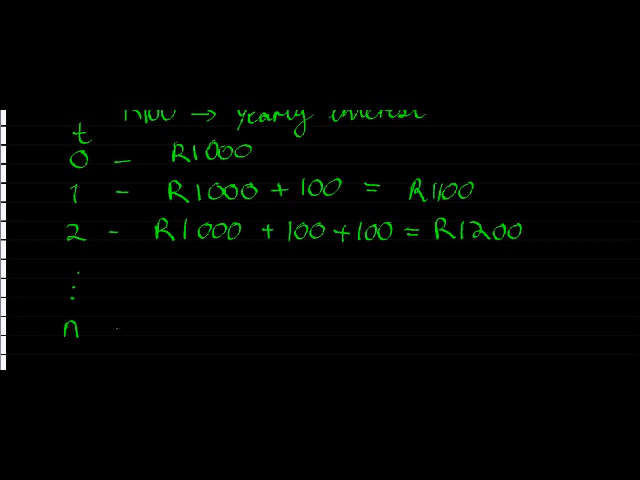 R100 → yearly interest
t
0 – R1000
1 – R1000 + 100 = R1100
2 – R1000 + 100 + 100 = R1200
⋮
n -